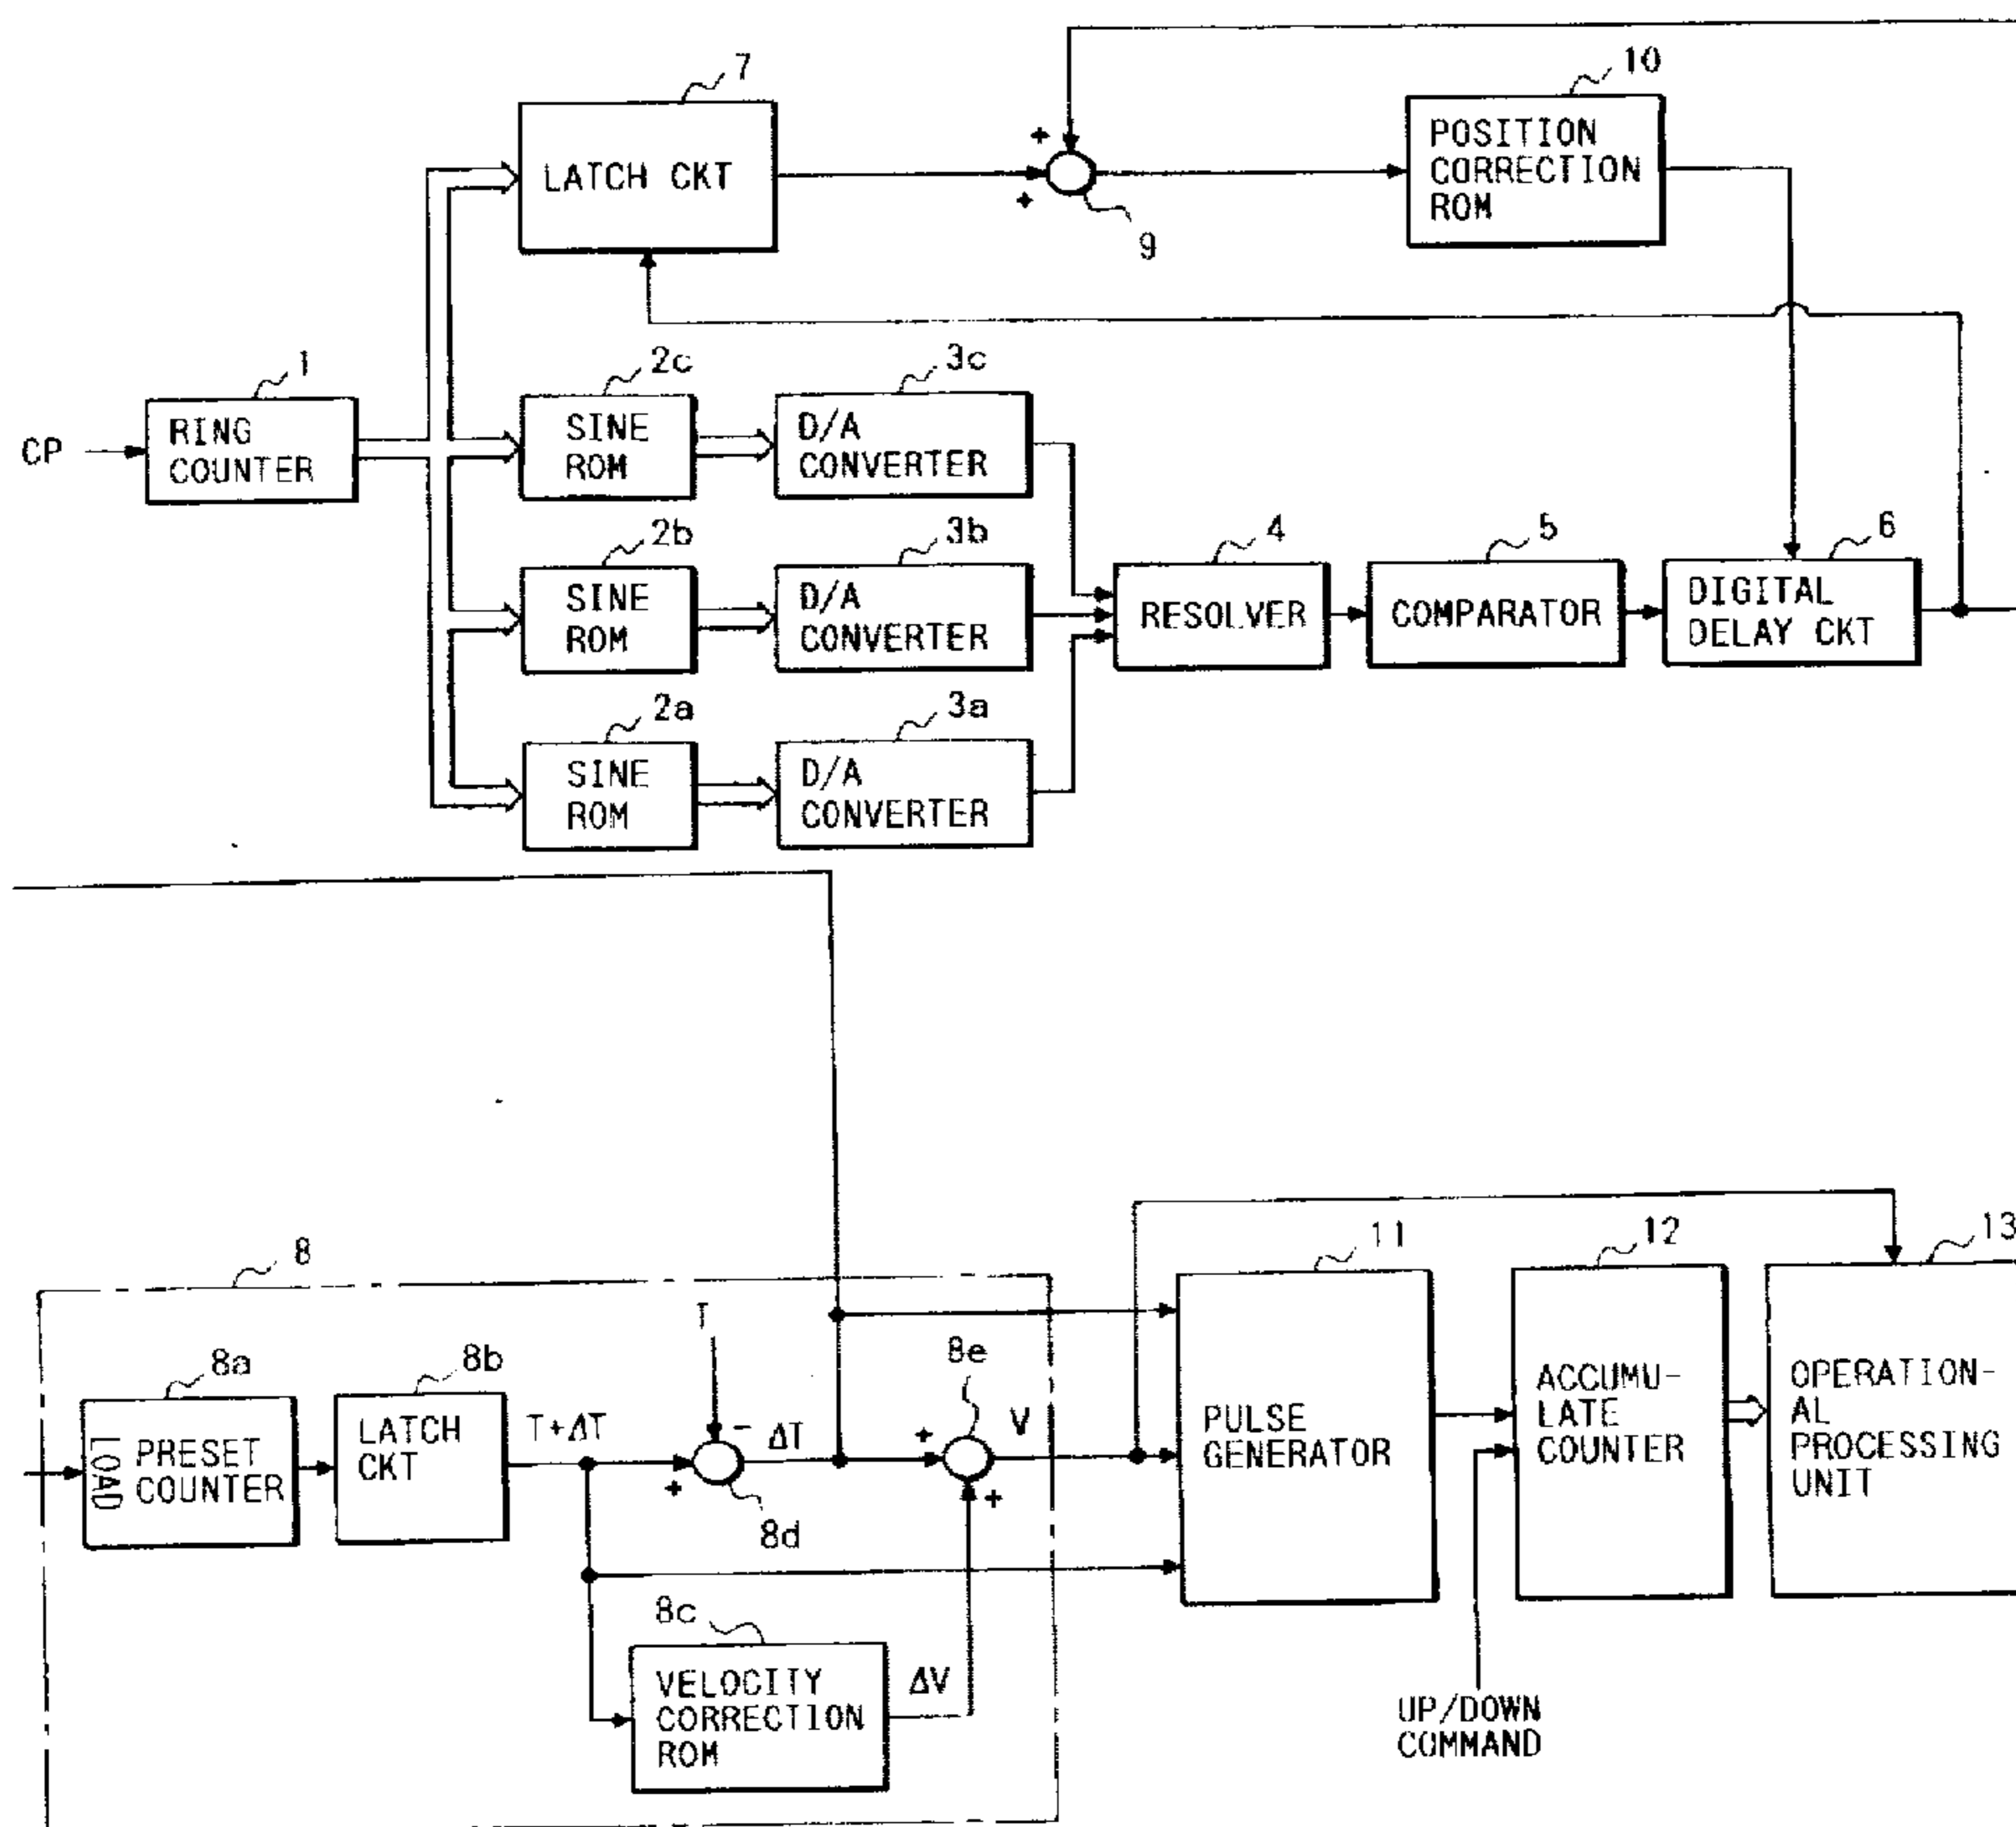 7
LATCH CKT
+
+
9
10
POSITION
CORRECTION
ROM
CP
1
RING
COUNTER
2c
SINE
ROM
3c
D/A
CONVERTER
2b
SINE
ROM
3b
D/A
CONVERTER
2a
SINE
ROM
3a
D/A
CONVERTER
4
RESOLVER
5
COMPARATOR
6
DIGITAL
DELAY CKT
8
8a
LOAD
PRESET
COUNTER
8b
LATCH
CKT
T+ΔT
T
-
+
8d
ΔT
8e
+
+
V
8c
VELOCITY
CORRECTION
ROM
ΔV
11
PULSE
GENERATOR
12
ACCUMU-
LATE
COUNTER
UP/DOWN
COMMAND
13
OPERATION-
AL
PROCESSING
UNIT